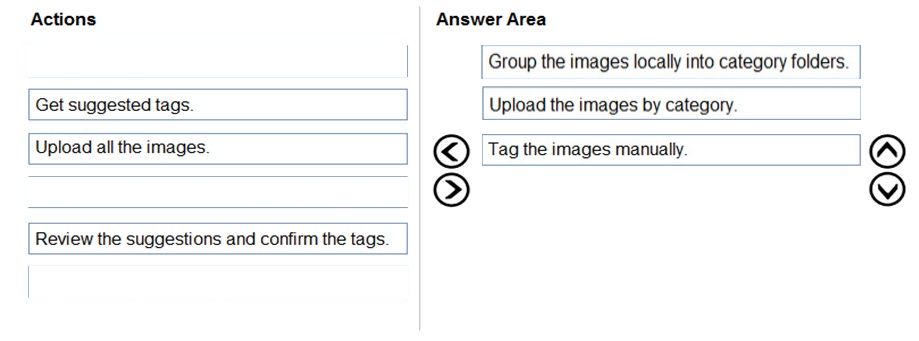 Actions
Get suggested tags.
Upload all the images.
Review the suggestions and confirm the tags.
Answer Area
Group the images locally into category folders.
Upload the images by category.
Tag the images manually.